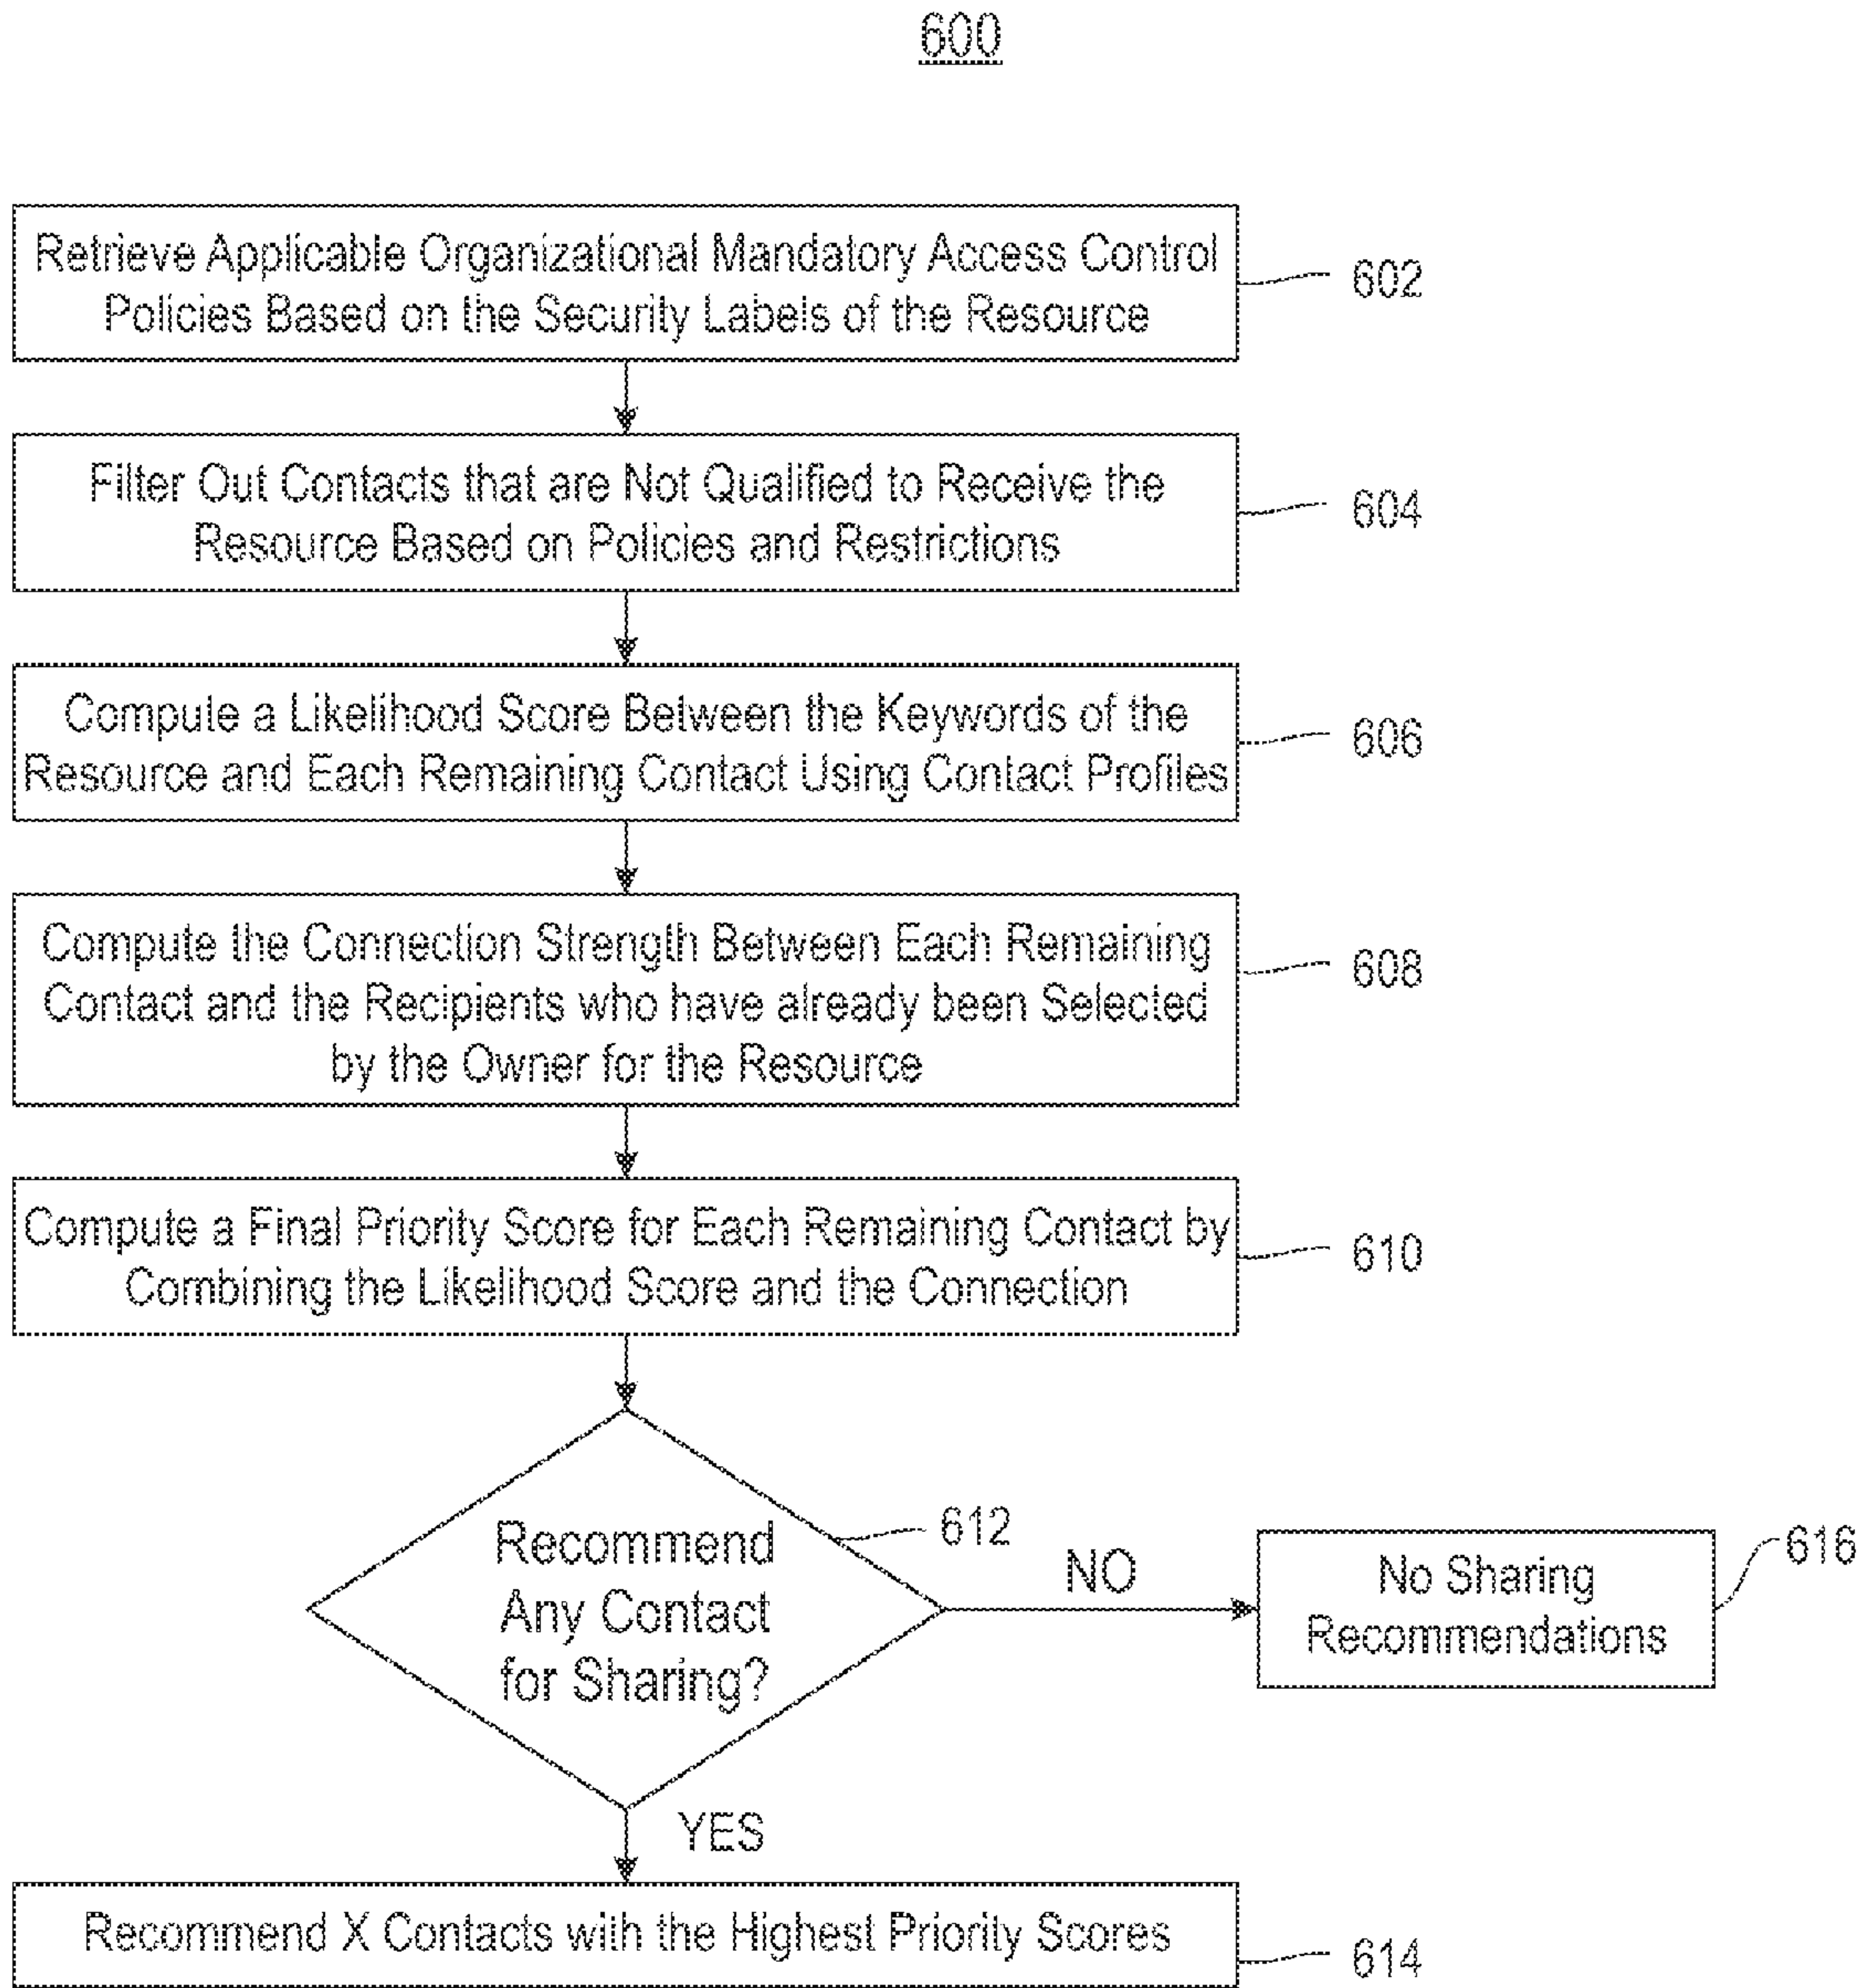 600
Retrieve Applicable Organizational Mandatory Access Control
Policies Based on the Security Labels of the Resource
602
Filter Out Contacts that are Not Qualified to Receive the
Resource Based on Policies and Restrictions
604
Compute a Likelihood Score Between the Keywords of the
Resource and Each Remaining Contact Using Contact Profiles
606
Compute the Connection Strength Between Each Remaining
Contact and the Recipients who have already been Selected
by the Owner for the Resource
608
Compute a Final Priority Score for Each Remaining Contact by
Combining the Likelihood Score and the Connection
610
Recommend
Any Contact
for Sharing?
612
NO
No Sharing
Recommendations
616
YES
Recommend X Contacts with the Highest Priority Scores
614